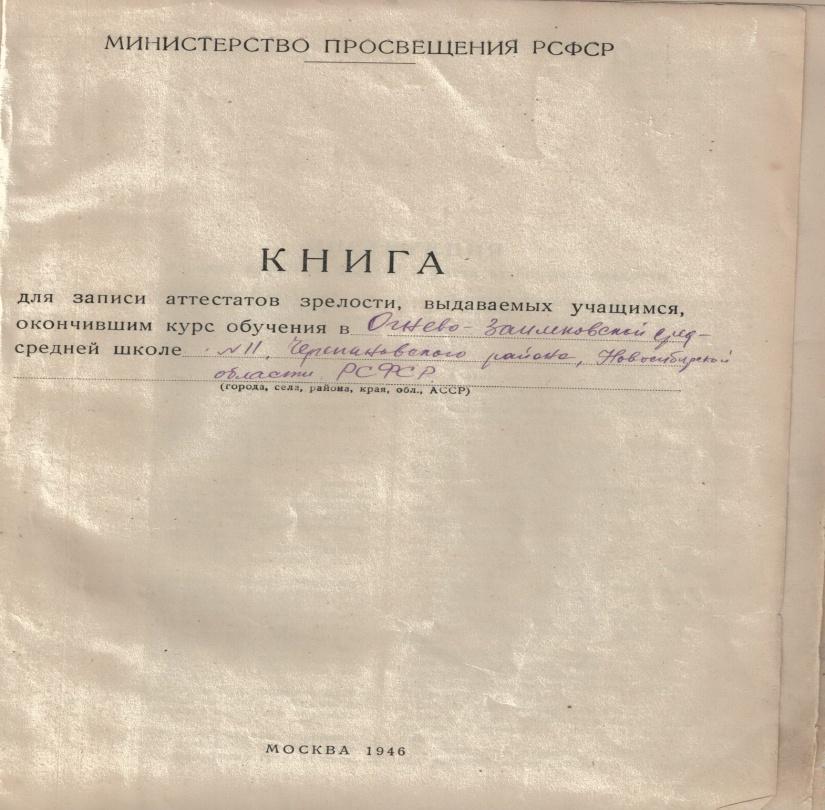 МИНИСТЕРСТВО ПРОСВЕЩЕНИЯ РСФСР
КНИГА
для записи аттестатов зрелости, выдаваемых учащимся,
окончившим курс обучения в Огнево-Заимковской сред-
средней школе №11, Черепановского района, Новосибирской
области РСФСР
(города, села, района, края, обл., АССР)
МОСКВА 1946